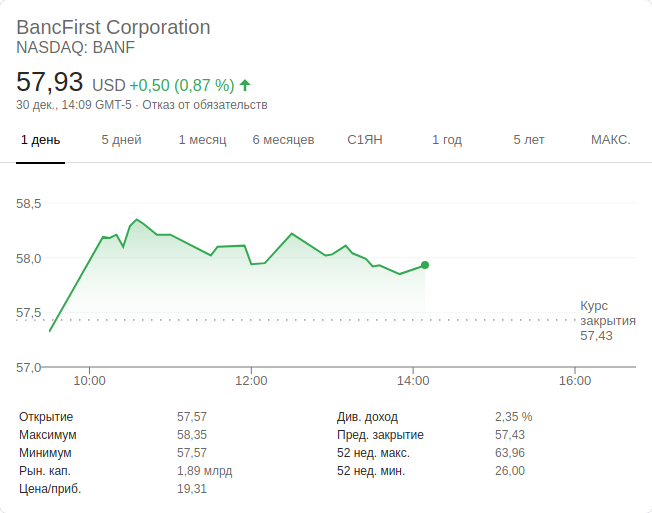 BancFirst Corporation
NASDAQ: BANF
57,93 USD +0,50 (0,87 %)
30 дек., 14:09 GMT-5 · Отказ от обязательств
1 день 5 дней 1 месяц 6 месяцев С1ЯН 1 год 5 лет МАКС.
58,5
58,0
57,5
57,0
Курс
закрытия
57,43
10:00 12:00 14:00 16:00
Открытие 57,57 Див. доход 2,35 %
Максимум 58,35 Пред. закрытие 57,43
Минимум 57,57 52 нед. макс. 63,96
Рын. кап. 1,89 млрд 52 нед. мин. 26,00
Цена/приб. 19,31